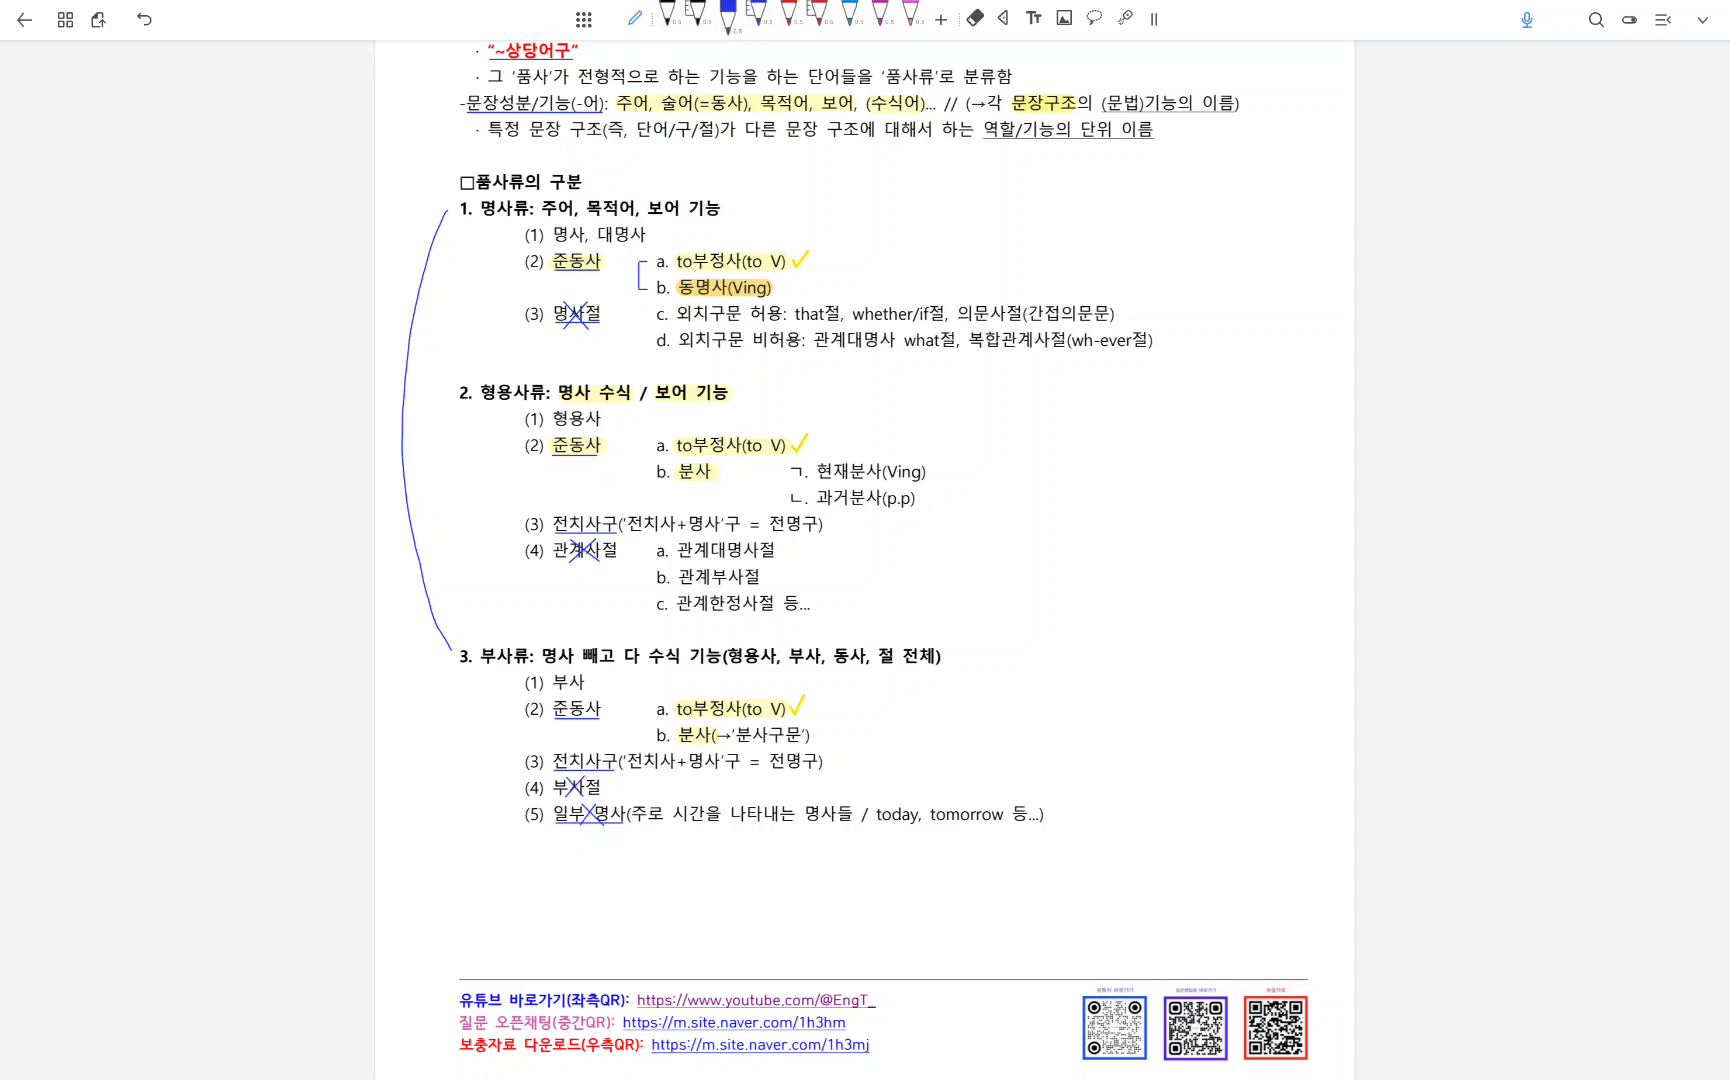 · “~상당어구”
· 그 '품사'가 전형적으로 하는 기능을 하는 단어들을 '품사류'로 분류함
-문장성분/기능(-어): 주어, 술어(=동사), 목적어, 보어, (수식어)... // (→각 문장구조의 (문법)기능의 이름)
· 특정 문장 구조(즉, 단어/구/절)가 다른 문장 구조에 대해서 하는 역할/기능의 단위 이름
□품사류의 구분
1. 명사류: 주어, 목적어, 보어 기능
(1) 명사, 대명사
(2) 준동사 a. to부정사(to V)
b. 동명사(Ving)
(3) 명사절 c. 외치구문 허용: that절, whether/if절, 의문사절(간접의문문)
d. 외치구문 비허용: 관계대명사 what절, 복합관계사절(wh-ever절)
2. 형용사류: 명사 수식 / 보어 기능
(1) 형용사
(2) 준동사 a. to부정사(to V)
b. 분사 ㄱ. 현재분사(Ving)
ㄴ. 과거분사(p.p)
(3) 전치사구('전치사+명사'구 = 전명구)
(4) 관계사절 a. 관계대명사절
b. 관계부사절
c. 관계한정사절 등...
3. 부사류: 명사 빼고 다 수식 기능(형용사, 부사, 동사, 절 전체)
(1) 부사
(2) 준동사 a. to부정사(to V)
b. 분사(→'분사구문')
(3) 전치사구('전치사+명사'구 = 전명구)
(4) 부사절
(5) 일부 명사(주로 시간을 나타내는 명사들 / today, tomorrow 등...)
유튜브 바로가기(좌측QR): https://www.youtube.com/@EngT_
질문 오픈채팅(중간QR): https://m.site.naver.com/1h3hm
보충자료 다운로드(우측QR): https://m.site.naver.com/1h3mj